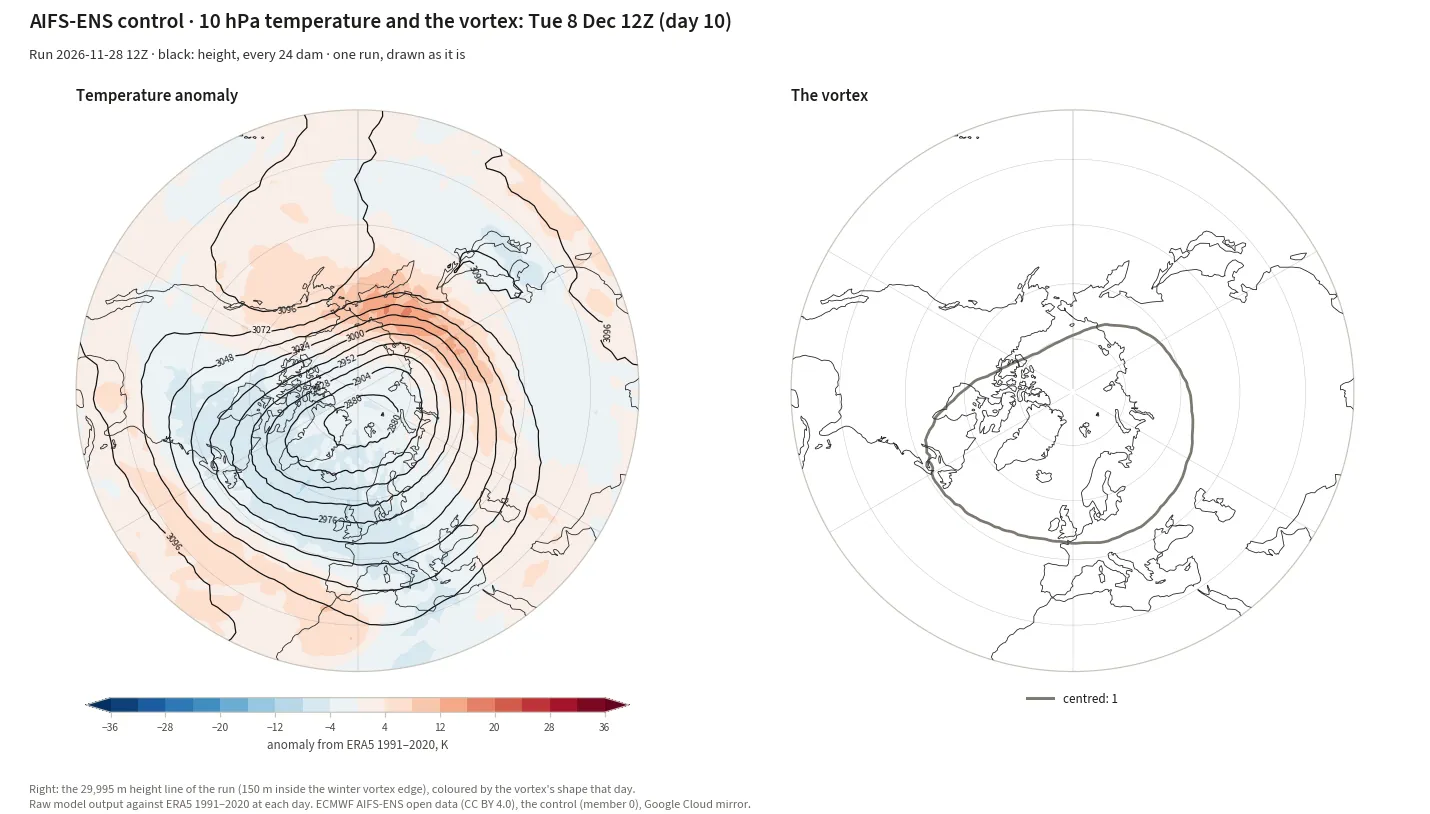 AIFS-ENS control · 10 hPa temperature and the vortex: Tue 8 Dec 12Z (day 10)
Run 2026-11-28 12Z · black: height, every 24 dam · one run, drawn as it is
Temperature anomaly
The vortex
3096
3096
3072
3096
3000
3024
3048
2952
2904
2880
2880
2976
3096
centred: 1
−36 −28 −20 −12 −4 4 12 20 28 36
anomaly from ERA5 1991–2020, K
Right: the 29,995 m height line of the run (150 m inside the winter vortex edge), coloured by the vortex's shape that day.
Raw model output against ERA5 1991–2020 at each day. ECMWF AIFS-ENS open data (CC BY 4.0), the control (member 0), Google Cloud mirror.